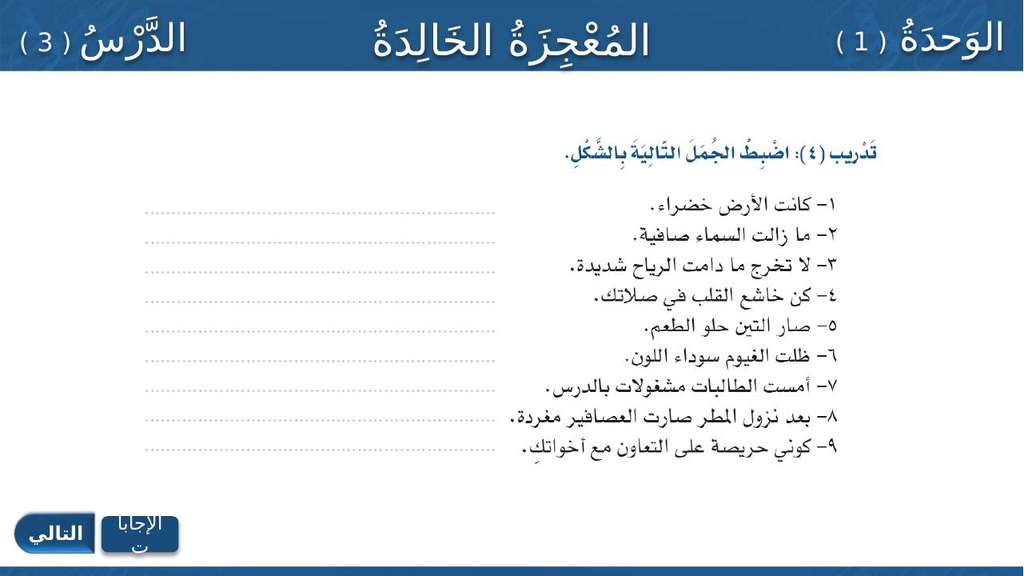 الوَحدَةُ ( 1 )
المُعْجِزَةُ الخَالِدَةُ
الدَّرْسُ ( 3 )
تَدْريب (٤): اضْبِطُ الجُمَلَ التّالِيَةَ بِالشَّكْلِ.
١- كانت الأرض خضراء.
٢- ما زالت السماء صافية.
٣- لا تخرج ما دامت الرياح شديدة.
٤- كن خاشع القلب في صلاتك.
٥- صار التين حلو الطعم.
٦- ظلت الغيوم سوداء اللون.
٧- أمست الطالبات مشغولات بالدرس.
٨- بعد نزول المطر صارت العصافير مغردة.
٩- كوني حريصة على التعاون مع أخواتكِ.
الإجابا
ت
التالي